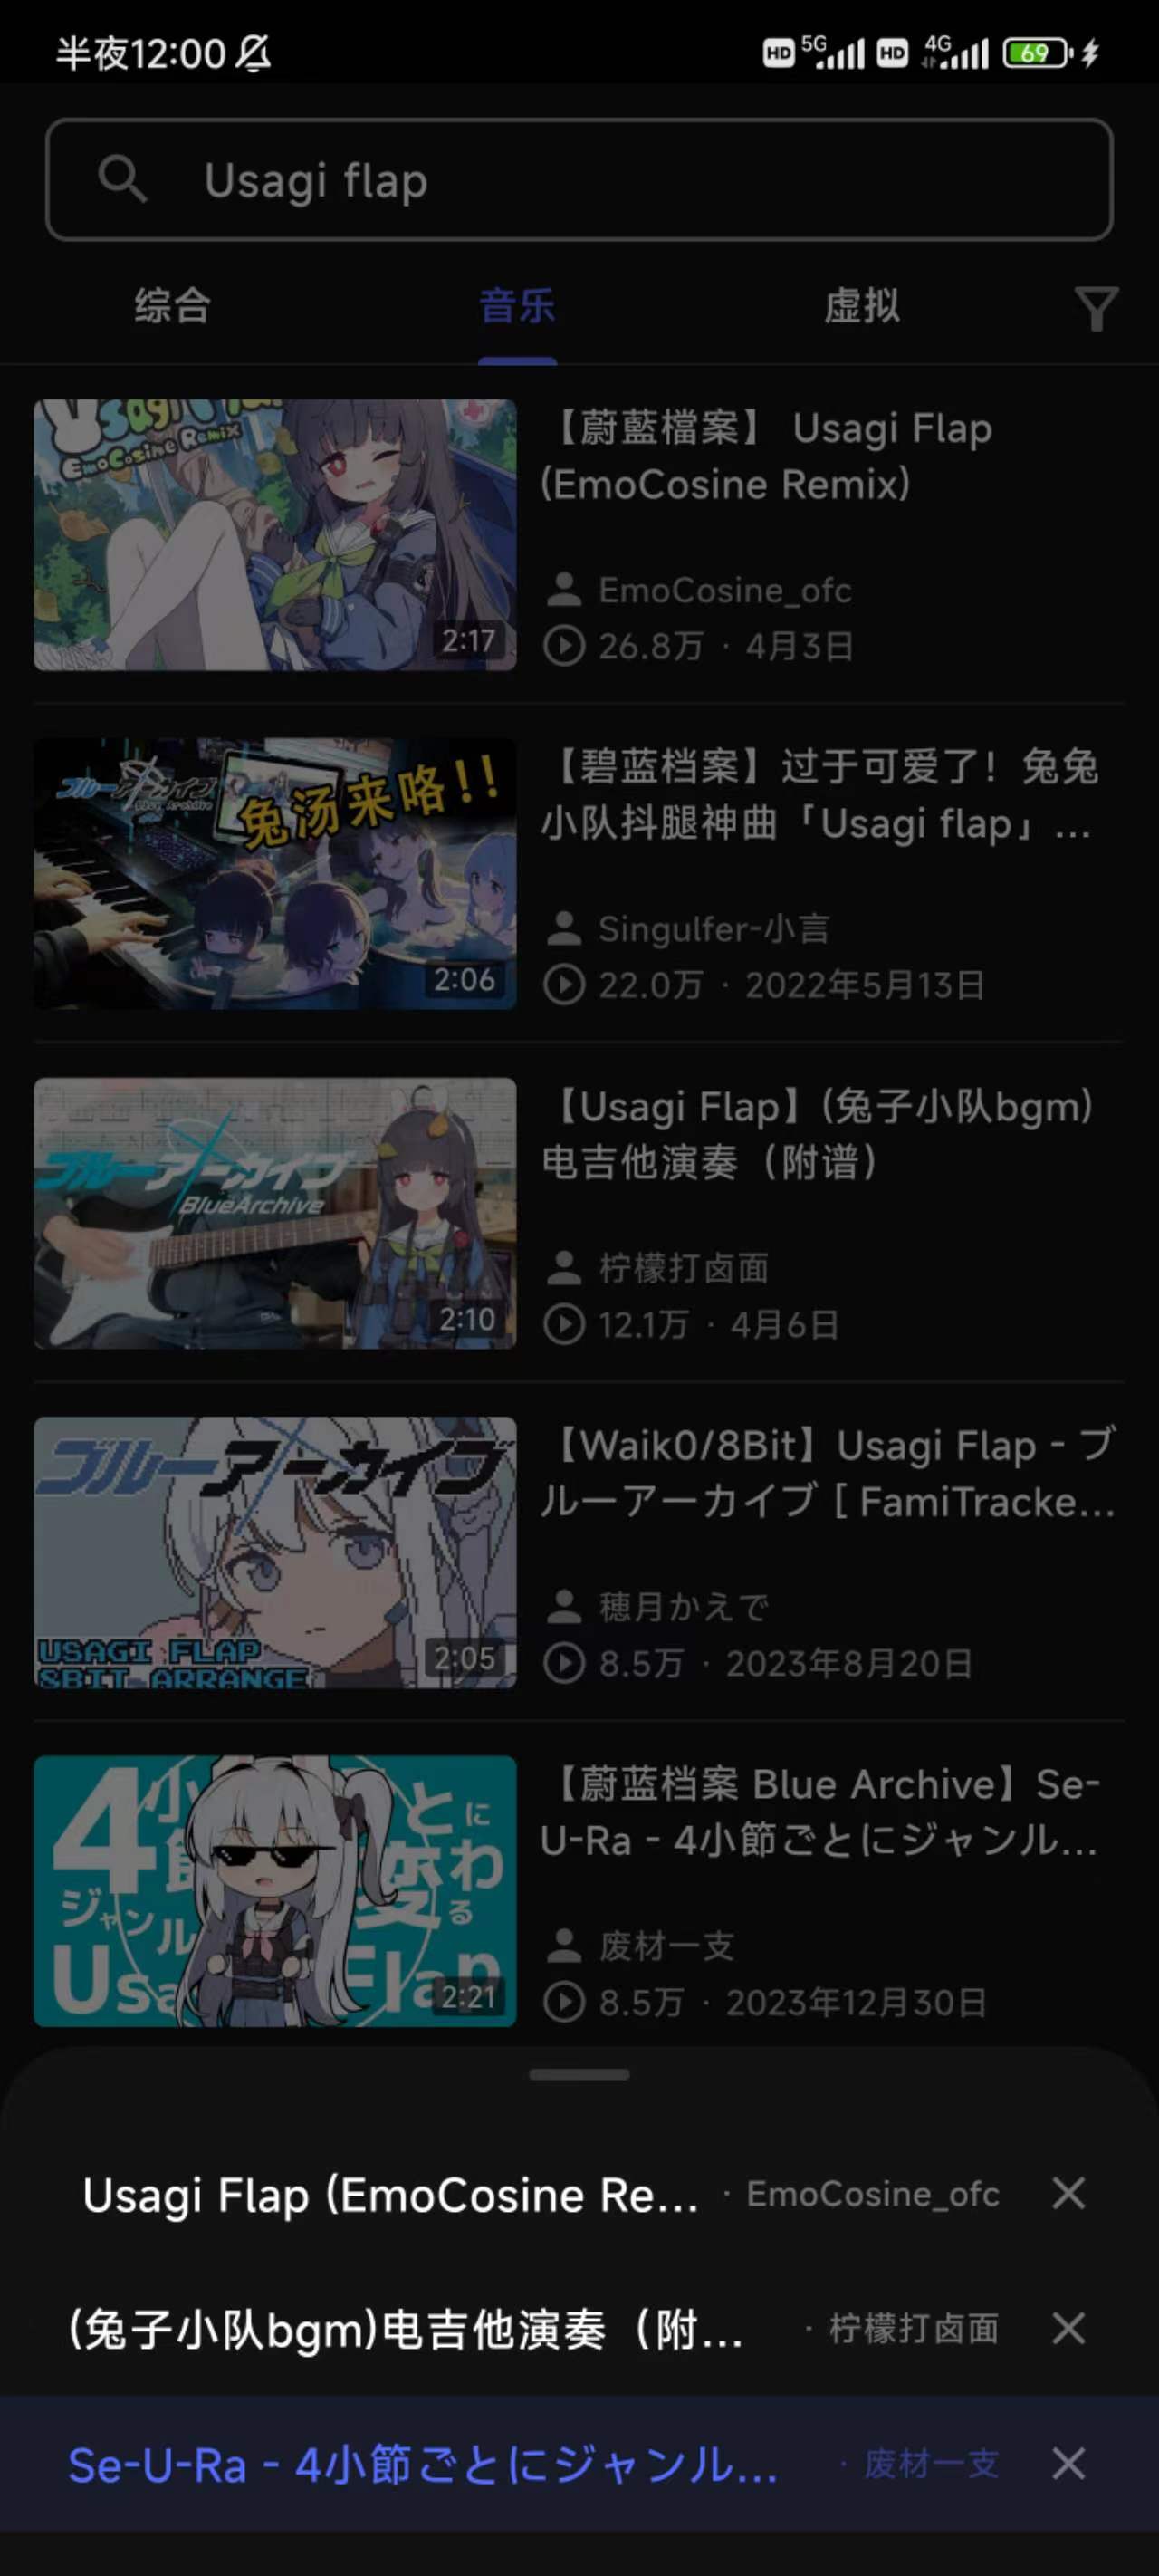 半夜12:00
HD 5G HD 4G 69
Usagi flap
综合 音乐 虚拟
EmoCosine Remix
2:17
【蔚藍檔案】 Usagi Flap
(EmoCosine Remix)
EmoCosine_ofc
26.8万 · 4月3日
ブルーアーカイブ
Blue Archive
兔汤来咯!!
2:06
【碧蓝档案】过于可爱了！兔兔
小队抖腿神曲「Usagi flap」...
Singulfer-小言
22.0万 · 2022年5月13日
ブルーアーカイブ
BlueArchive
2:10
【Usagi Flap】(兔子小队bgm)
电吉他演奏（附谱）
柠檬打卤面
12.1万 · 4月6日
ブルーアーカイブ
USAGI FLAP
8BIT ARRANGE
2:05
【Waik0/8Bit】Usagi Flap - ブ
ルーアーカイブ [ FamiTracke...
穂月かえで
8.5万 · 2023年8月20日
4小節ごとに
ジャンル変わる
Usa Flap
2:21
【蔚蓝档案 Blue Archive】Se-
U-Ra - 4小節ごとにジャンル...
废材一支
8.5万 · 2023年12月30日
Usagi Flap (EmoCosine Re... · EmoCosine_ofc
(兔子小队bgm)电吉他演奏（附... · 柠檬打卤面
Se-U-Ra - 4小節ごとにジャンル... · 废材一支